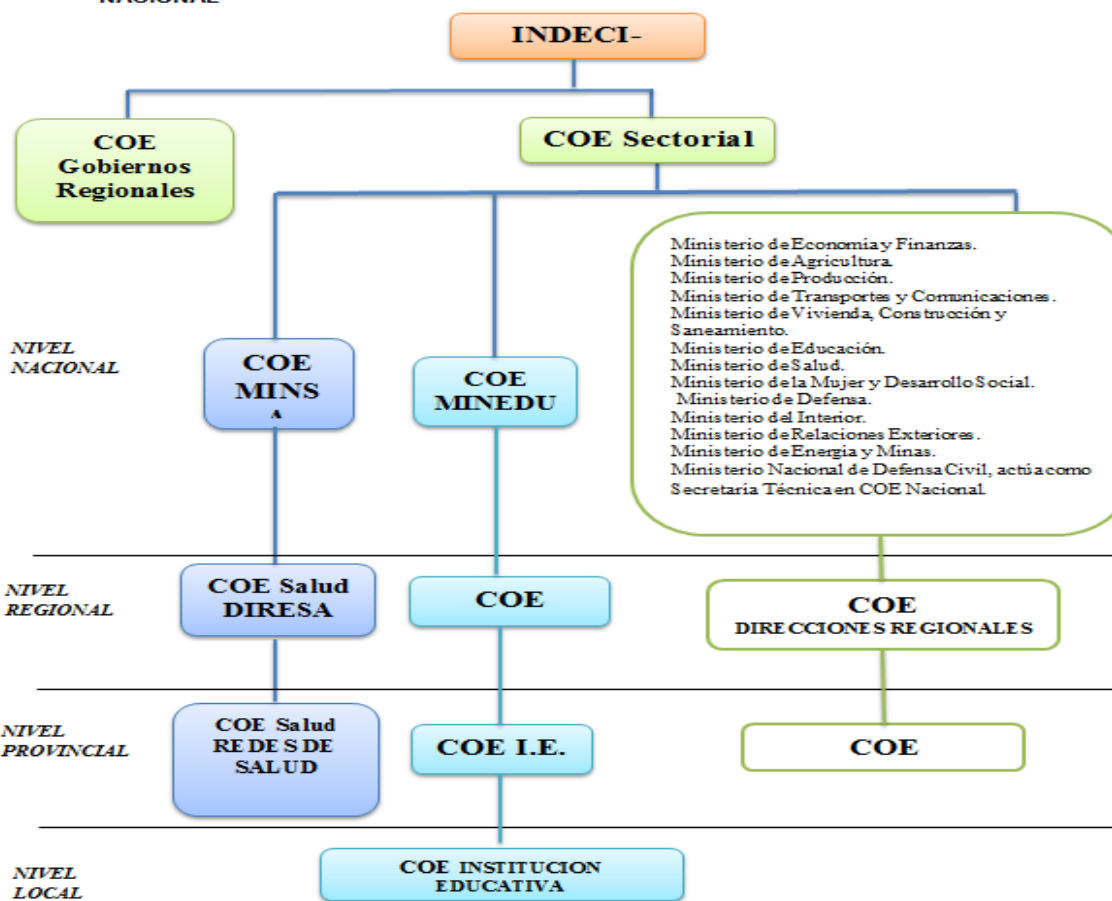 NACIONAL
INDECI-
COE
Gobiernos
Regionales
COE Sectorial
Ministerio de Economia y Finanzas.
Ministerio de Agricultura.
Ministerio de Producción.
Ministerio de Transportes y Comunicaciones.
Ministerio de Vivienda, Construcción y
Saneamiento.
Ministerio de Educación.
Ministerio de Salud.
Ministerio de la Mujer y Desarrollo Social.
Ministerio de Defensa.
Ministerio del Interior.
Ministerio de Relaciones Exteriores.
Ministerio de Energia y Minas.
Ministerio Nacional de Defensa Civil, actúa como
Secretaria Técnica en COE Nacional.
NIVEL
NACIONAL
COE
MINS
A
COE
MINEDU
NIVEL
REGIONAL
COE Salud
DIRESA
COE
COE
DIRECCIONES REGIONALES
NIVEL
PROVINCIAL
COE Salud
REDES DE
SALUD
COE I.E.
COE
NIVEL
LOCAL
COE INSTITUCION
EDUCATIVA